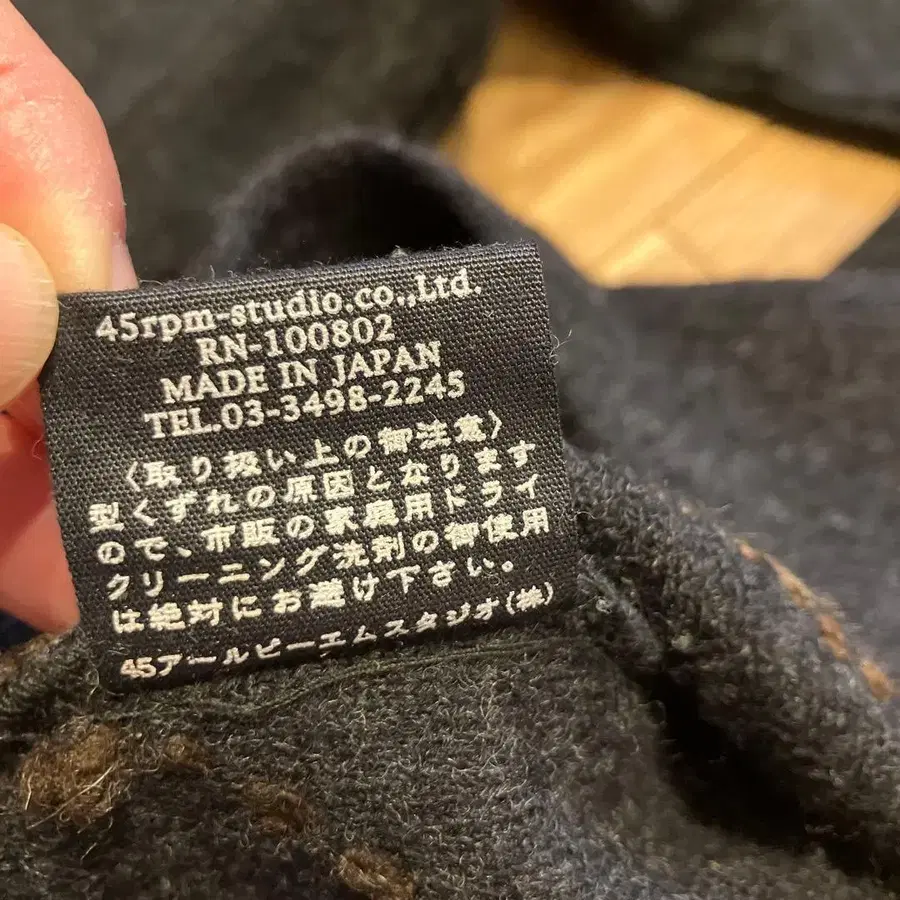 45rpm-studio.co.,Ltd.
RN-100802
MADE IN JAPAN
TEL.03-3498-2245
〈取り扱い上の御注意〉
型くずれの原因となります
ので、市販の家庭用ドライ
クリーニング洗剤の御使用
は絶対にお避け下さい。
45アールピーエムスタジオ(株)